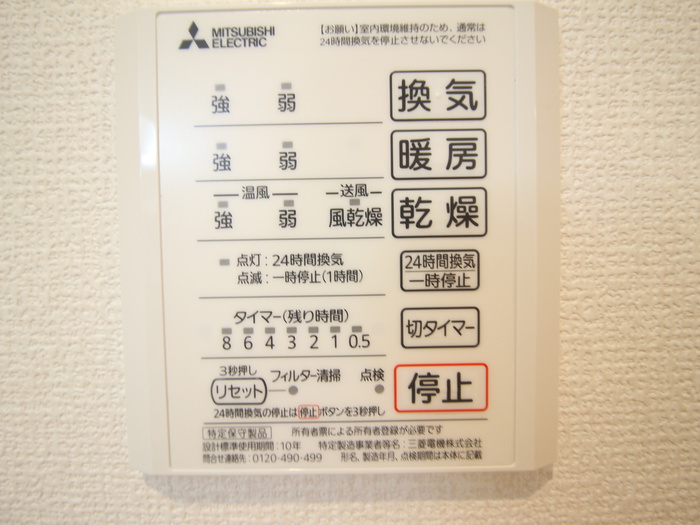 MITSUBISHI
ELECTRIC
【お願い】室内環境維持のため、通常は
24時間換気を停止させないでください
強 弱 換気
強 弱 暖房
温風 送風
強 弱 風乾燥 乾燥
点灯:24時間換気 24時間換気
点滅:一時停止(1時間) 一時停止
タイマー(残り時間) 切タイマー
8 6 4 3 2 1 0.5
3秒押し
リセット フィルター清掃 点検 停止
24時間換気の停止は停止ボタンを3秒押し
特定保守製品 所有者票による所有者登録が必要です
設計標準使用期間:10年 特定製造事業者等名:三菱電機株式会社
問合せ連絡先:0120-490-499 形名、製造年月、点検期間は本体に記載